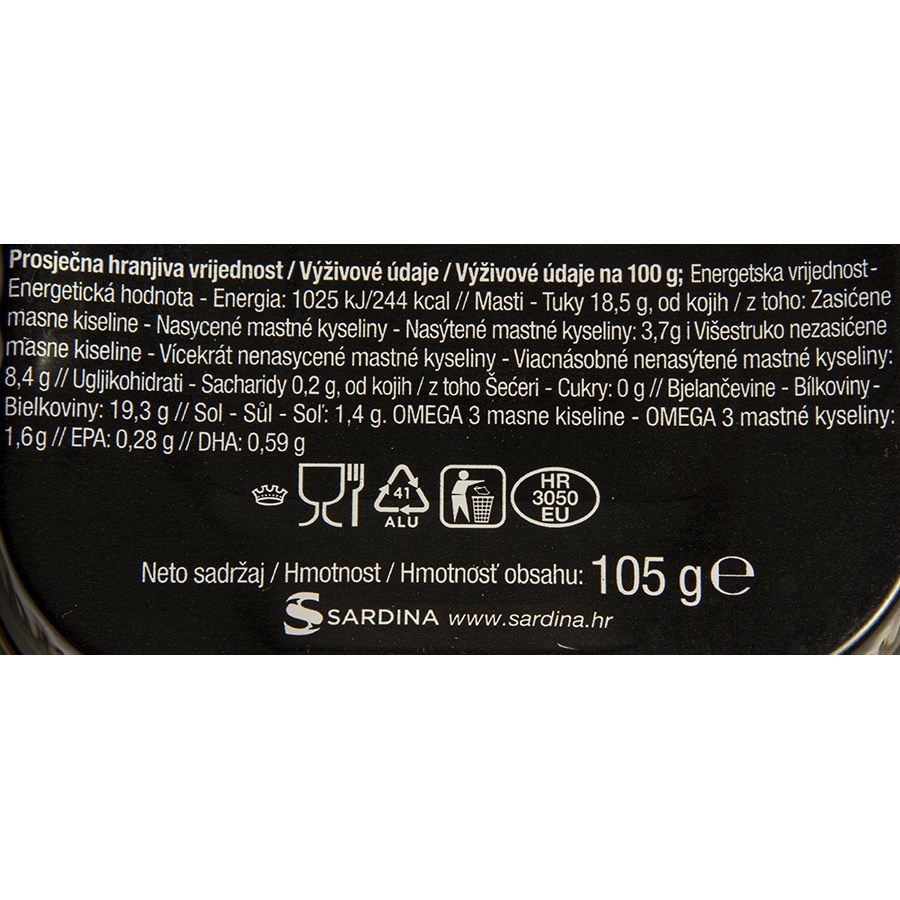 Prosječna hranjiva vrijednost / Výživové údaje / Výživové údaje na 100 g; Energetska vrijednost -
Energetická hodnota - Energia: 1025 kJ/244 kcal // Masti - Tuky 18,5 g, od kojih / z toho: Zasićene
masne kiseline - Nasycené mastné kyseliny - Nasýtené mastné kyseliny: 3,7g i Višestruko nezasićene
masne kiseline - Vícekrát nenasycené mastné kyseliny - Viacnásobné nenasýtené mastné kyseliny:
8,4 g // Ugljikohidrati - Sacharidy 0,2 g, od kojih / z toho Šećeri - Cukry: 0 g // Bjelančevine - Bílkoviny -
Bielkoviny: 19,3 g // Sol - Sůl - Soľ: 1,4 g. OMEGA 3 masne kiseline - OMEGA 3 mastné kyseliny:
1,6 g // EPA: 0,28 g // DHA: 0,59 g
41
ALU
HR
3050
EU
Neto sadržaj / Hmotnost / Hmotnosť obsahu: 105 g ℮
SARDINA www.sardina.hr